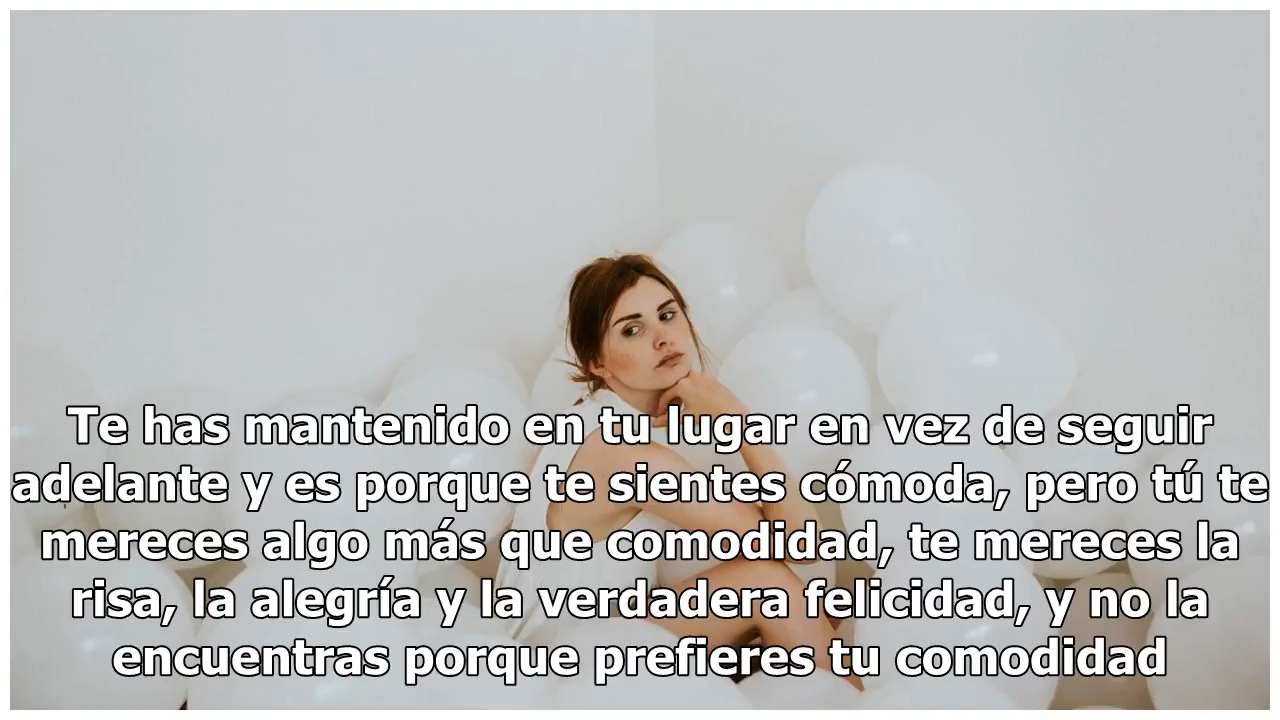 Te has mantenido en tu lugar en vez de seguir
adelante y es porque te sientes cómoda, pero tú te
mereces algo más que comodidad, te mereces la
risa, la alegría y la verdadera felicidad, y no la
encuentras porque prefieres tu comodidad